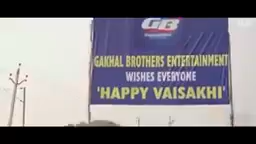 GB
GAKHAL BROTHERS ENTERTAINMENT
WISHES EVERYONE
'HAPPY VAISAKHI'